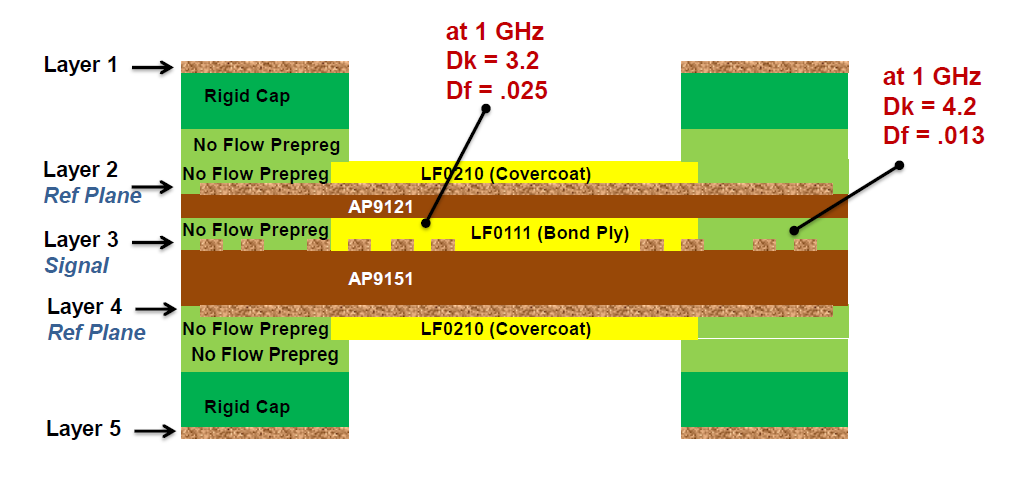 at 1 GHz
Dk = 3.2
Df = .025
Layer 1
at 1 GHz
Dk = 4.2
Df = .013
Rigid Cap
No Flow Prepreg
Layer 2
No Flow Prepreg
LF0210 (Covercoat)
Ref Plane
AP9121
No Flow Prepreg
LF0111 (Bond Ply)
Layer 3
Signal
AP9151
Layer 4
Ref Plane
No Flow Prepreg
LF0210 (Covercoat)
No Flow Prepreg
Rigid Cap
Layer 5